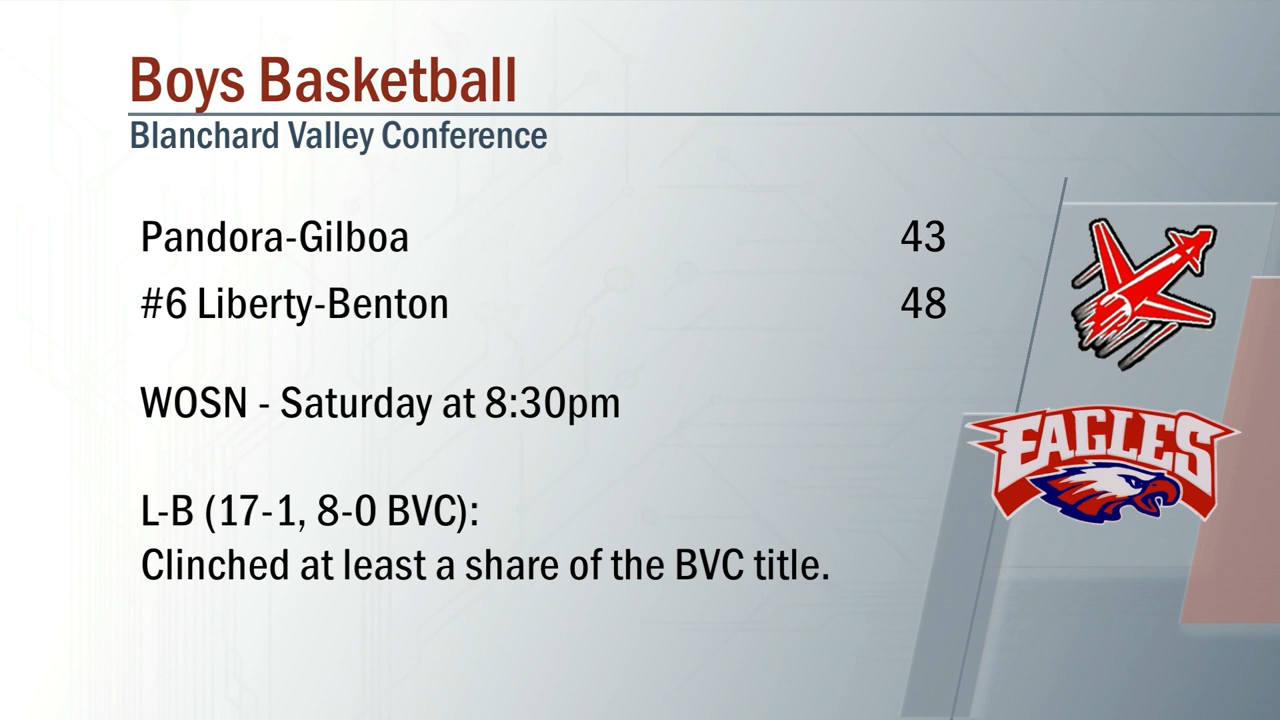 Boys Basketball
Blanchard Valley Conference
Pandora-Gilboa 43
#6 Liberty-Benton 48
WOSN - Saturday at 8:30pm
EAGLES
L-B (17-1, 8-0 BVC):
Clinched at least a share of the BVC title.